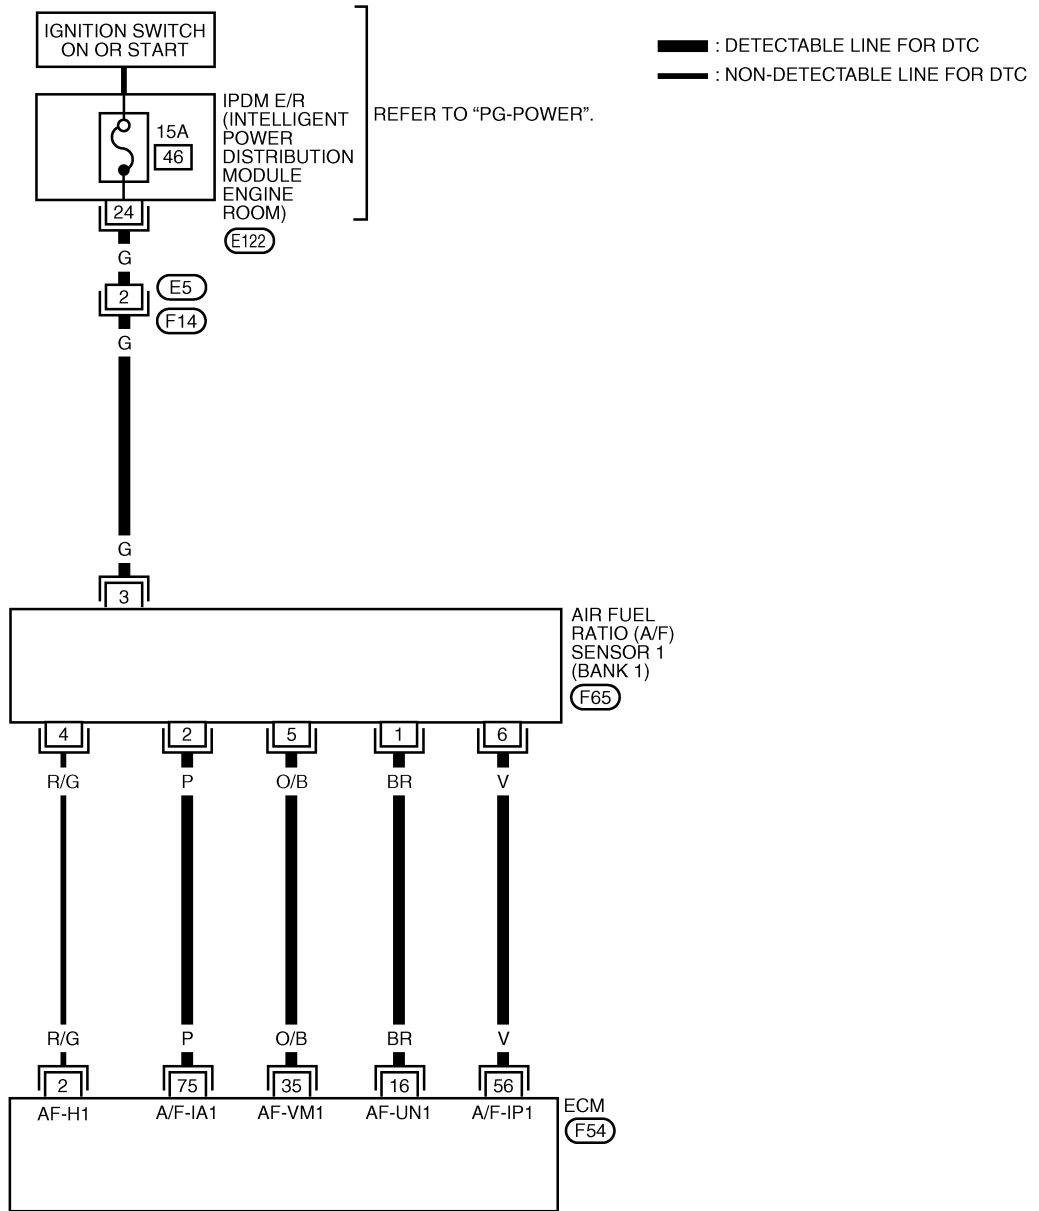 IGNITION SWITCH
ON OR START
: DETECTABLE LINE FOR DTC
: NON-DETECTABLE LINE FOR DTC
15A
46
IPDM E/R
(INTELLIGENT
POWER
DISTRIBUTION
MODULE
ENGINE
ROOM)
REFER TO “PG-POWER”.
24
E122
G
2
E5
F14
G
G
3
AIR FUEL
RATIO (A/F)
SENSOR 1
(BANK 1)
F65
4 2 5 1 6
R/G P O/B BR V
R/G P O/B BR V
2 75 35 16 56
AF-H1 A/F-IA1 AF-VM1 AF-UN1 A/F-IP1
ECM
F54